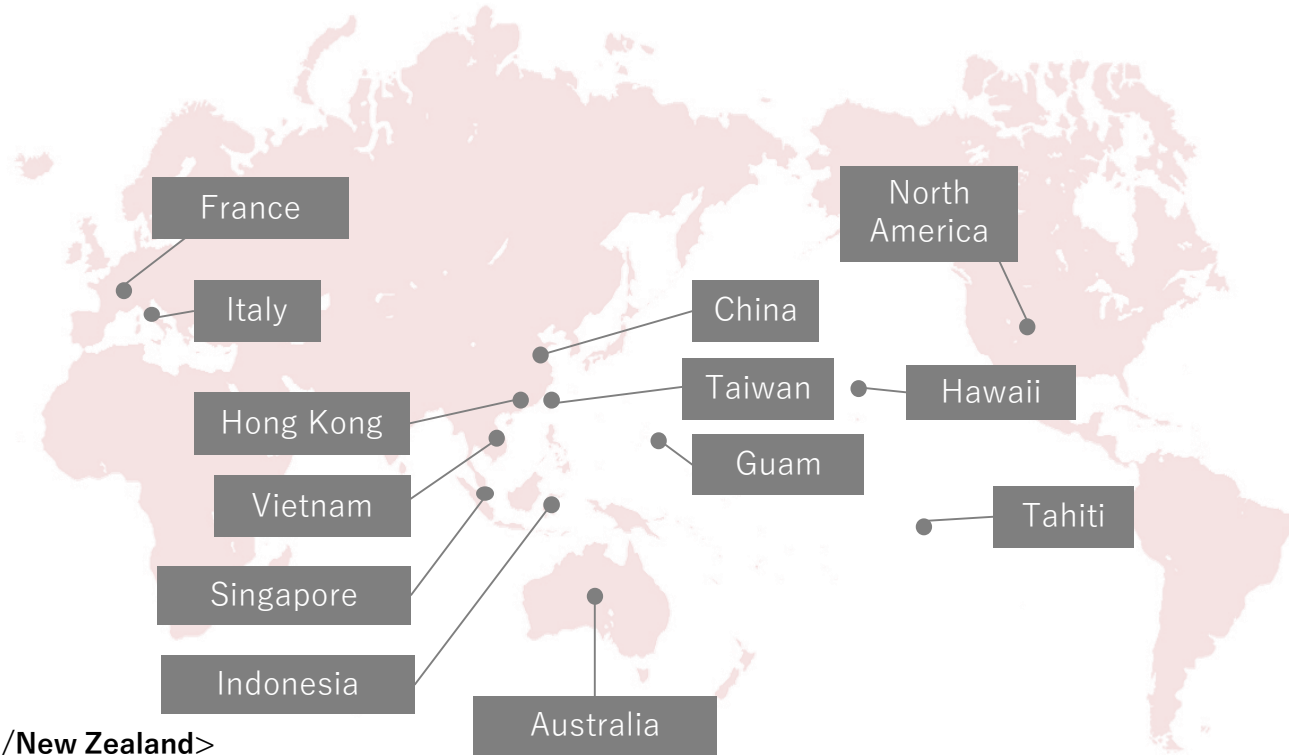 France
North
America
Italy
China
Taiwan
Hawaii
Hong Kong
Guam
Vietnam
Tahiti
Singapore
Indonesia
Australia
/New Zealand>